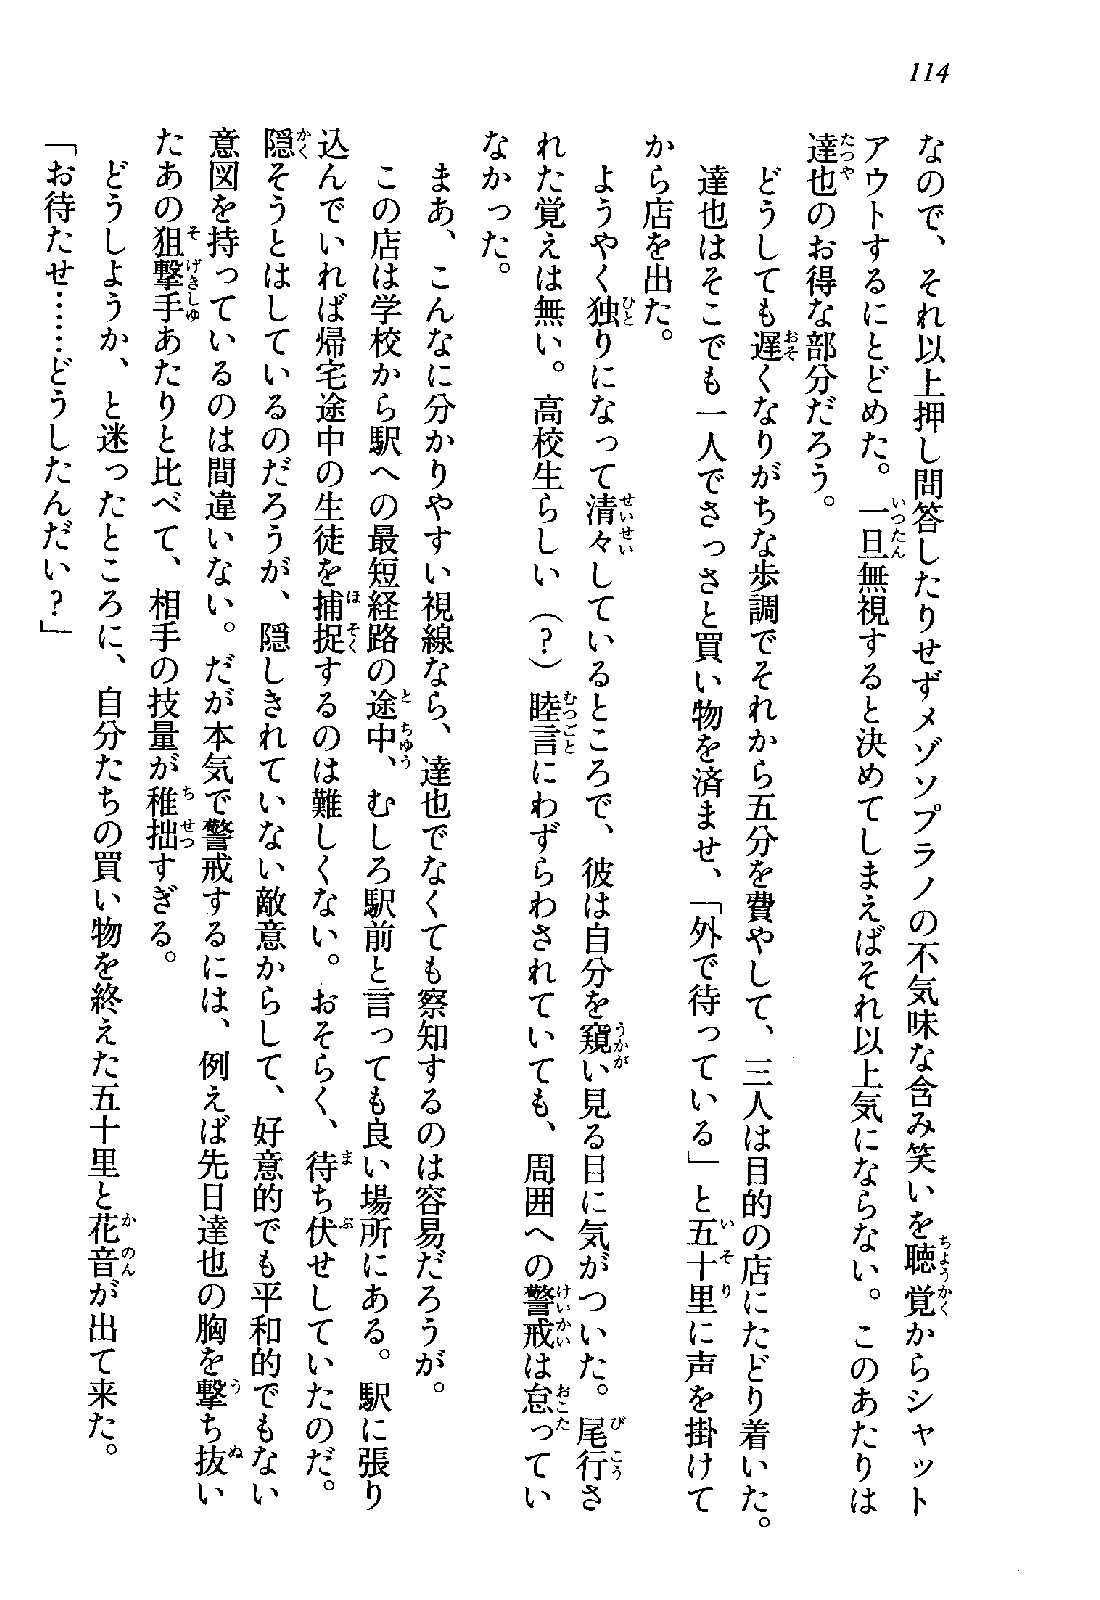 114
なので、それ以上押し問答したりせずメゾソプラノの不気味な含み笑いを聴覚からシャット
アウトするにとどめた。一旦無視すると決めてしまえばそれ以上気にならない。このあたりは
達也のお得な部分だろう。
どうしても遅くなりがちな歩調でそれから五分を費やして、三人は目的の店にたどり着いた。
達也はそこでも一人でさっさと買い物を済ませ、「外で待っている」と五十里に声を掛けて
から店を出た。
ようやく独りになって清々しているところで、彼は自分を窺い見る目に気がついた。尾行さ
れた覚えは無い。高校生らしい（？）睦言にわずらわされていても、周囲への警戒は怠ってい
なかった。
まあ、こんなに分かりやすい視線なら、達也でなくても察知するのは容易だろうが。
この店は学校から駅への最短経路の途中、むしろ駅前と言っても良い場所にある。駅に張り
込んでいれば帰宅途中の生徒を捕捉するのは難しくない。おそらく、待ち伏せしていたのだ。
隠そうとはしているのだろうが、隠しきれていない敵意からして、好意的でも平和的でもない
意図を持っているのは間違いない。だが本気で警戒するには、例えば先日達也の胸を撃ち抜い
たあの狙撃手あたりと比べて、相手の技量が稚拙すぎる。
どうしようか、と迷ったところに、自分たちの買い物を終えた五十里と花音が出て来た。
「お待たせ……どうしたんだい？」